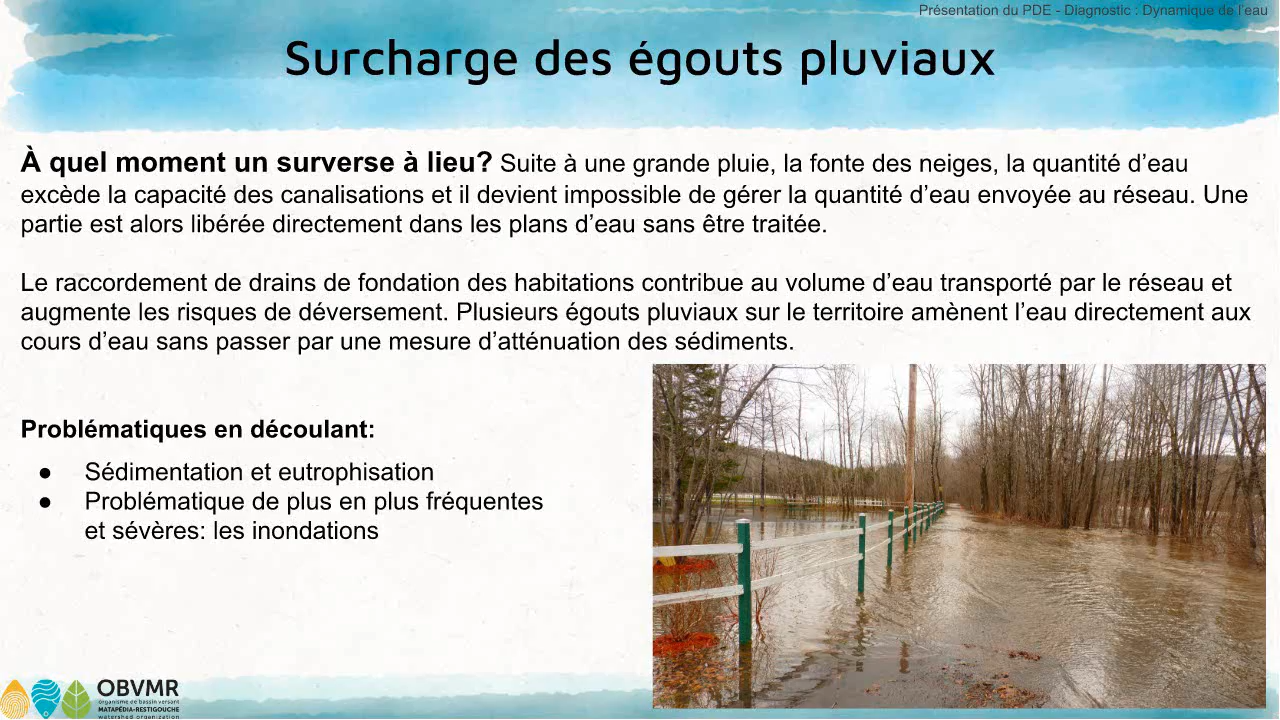 Présentation du PDE - Diagnostic : Dynamique de l'eau
Surcharge des égouts pluviaux
À quel moment un surverse à lieu? Suite à une grande pluie, la fonte des neiges, la quantité d'eau
excède la capacité des canalisations et il devient impossible de gérer la quantité d'eau envoyée au réseau. Une
partie est alors libérée directement dans les plans d'eau sans être traitée.
Le raccordement de drains de fondation des habitations contribue au volume d'eau transporté par le réseau et
augmente les risques de déversement. Plusieurs égouts pluviaux sur le territoire amènent l'eau directement aux
cours d'eau sans passer par une mesure d'atténuation des sédiments.
Problématiques en découlant:
● Sédimentation et eutrophisation
● Problématique de plus en plus fréquentes
et sévères: les inondations
OBVMR
organisme de bassin versant
MATAPÉDIA-RESTIGOUCHE
watershed organization